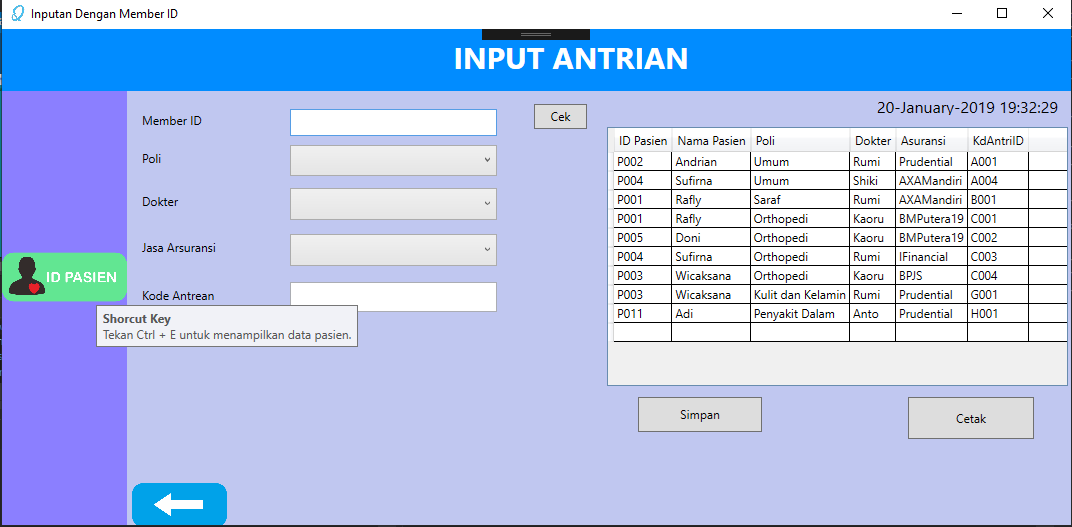 Inputan Dengan Member ID
INPUT ANTRIAN
20-January-2019 19:32:29
Member ID
Cek
Poli
Dokter
Jasa Arsuransi
Kode Antrean
ID PASIEN
Shorcut Key
Tekan Ctrl + E untuk menampilkan data pasien.
ID Pasien Nama Pasien Poli Dokter Asuransi KdAntriID
P002 Andrian Umum Rumi Prudential A001
P004 Sufirna Umum Shiki AXAMandiri A004
P001 Rafly Saraf Rumi AXAMandiri B001
P001 Rafly Orthopedi Kaoru BMPutera19 C001
P005 Doni Orthopedi Kaoru BMPutera19 C002
P004 Sufirna Orthopedi Rumi IFinancial C003
P003 Wicaksana Orthopedi Kaoru BPJS C004
P003 Wicaksana Kulit dan Kelamin Rumi Prudential G001
P011 Adi Penyakit Dalam Anto Prudential H001
Simpan
Cetak